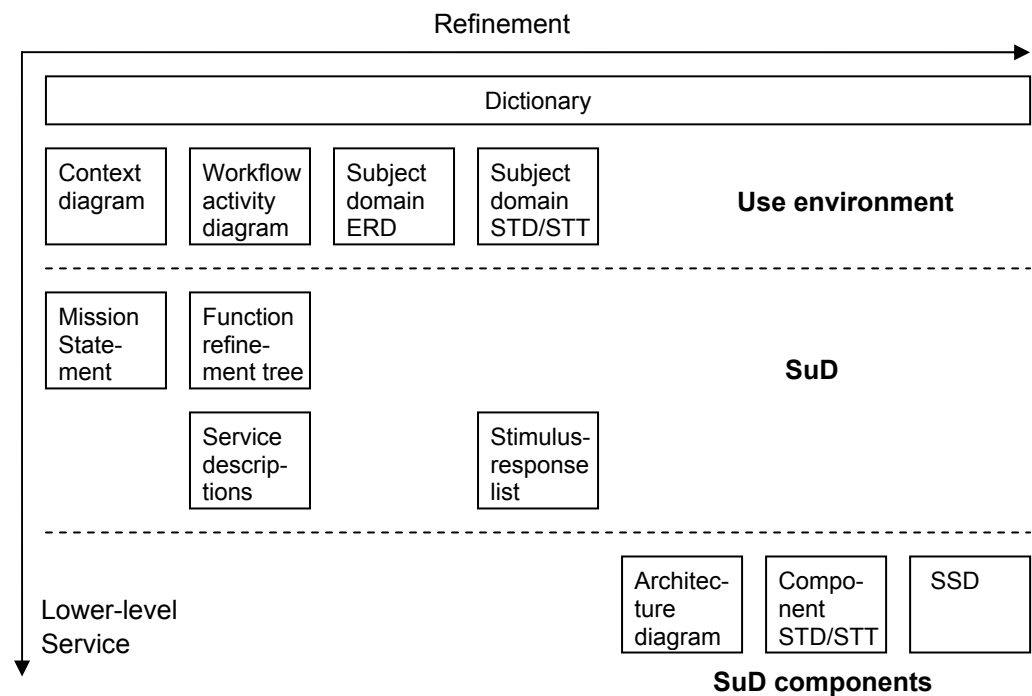 Refinement
Dictionary
Context
diagram
Workflow
activity
diagram
Subject
domain
ERD
Subject
domain
STD/STT
Use environment
Mission
State-
ment
Function
refine-
ment tree
SuD
Service
descrip-
tions
Stimulus-
response
list
Architec-
ture
diagram
Compo-
nent
STD/STT
SSD
Lower-level
Service
SuD components